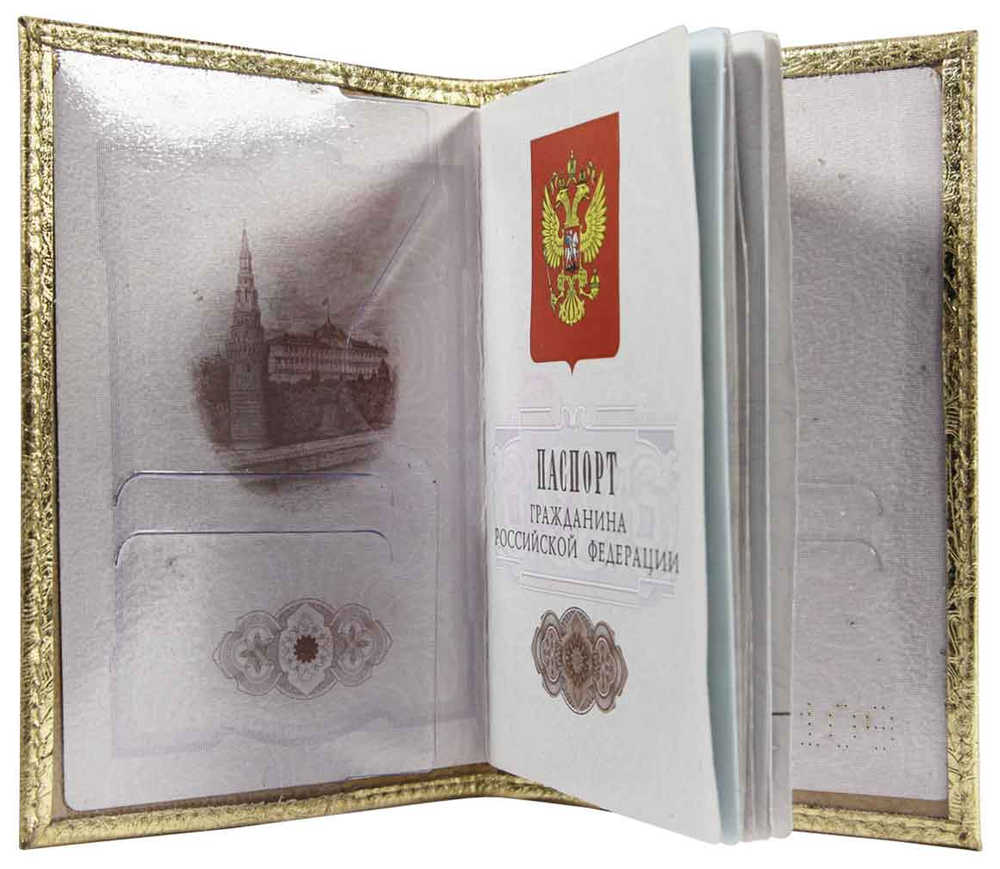 ПАСПОРТ
ГРАЖДАНИНА
РОССИЙСКОЙ ФЕДЕРАЦИИ